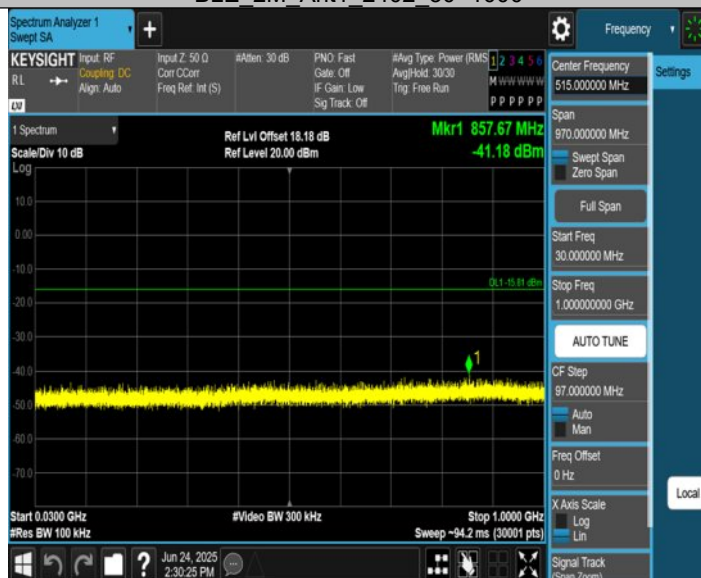 Spectrum Analyzer 1
Swept SA
+
Frequency
KEYSIGHT
RL
Input: RF
Coupling: DC
Align: Auto
Input Z: 50 Ω
Corr CCorr
Freq Ref: Int (S)
#Atten: 30 dB
PNO: Fast
Gate: Off
IF Gain: Low
Sig Track: Off
#Avg Type: Power (RMS
Avg|Hold: 30/30
Trig: Free Run
1 2 3 4 5 6
M W W W W W
P P P P P P
1 Spectrum
Scale/Div 10 dB
Log
Ref Lvl Offset 18.18 dB
Ref Level 20.00 dBm
Mkr1 857.67 MHz
-41.18 dBm
10.0
0.00
-10.0
-20.0
-30.0
-40.0
-50.0
-60.0
-70.0
DL1 -15.81 dBm
1
Start 0.0300 GHz
#Res BW 100 kHz
#Video BW 300 kHz
Stop 1.0000 GHz
Sweep ~94.2 ms (30001 pts)
Center Frequency
515.000000 MHz
Span
970.000000 MHz
Swept Span
Zero Span
Full Span
Start Freq
30.000000 MHz
Stop Freq
1.000000000 GHz
AUTO TUNE
CF Step
97.000000 MHz
Auto
Man
Freq Offset
0 Hz
X Axis Scale
Log
Lin
Signal Track
(Span Zoom)
Settings
Local
?
Jun 24, 2025
2:30:25 PM